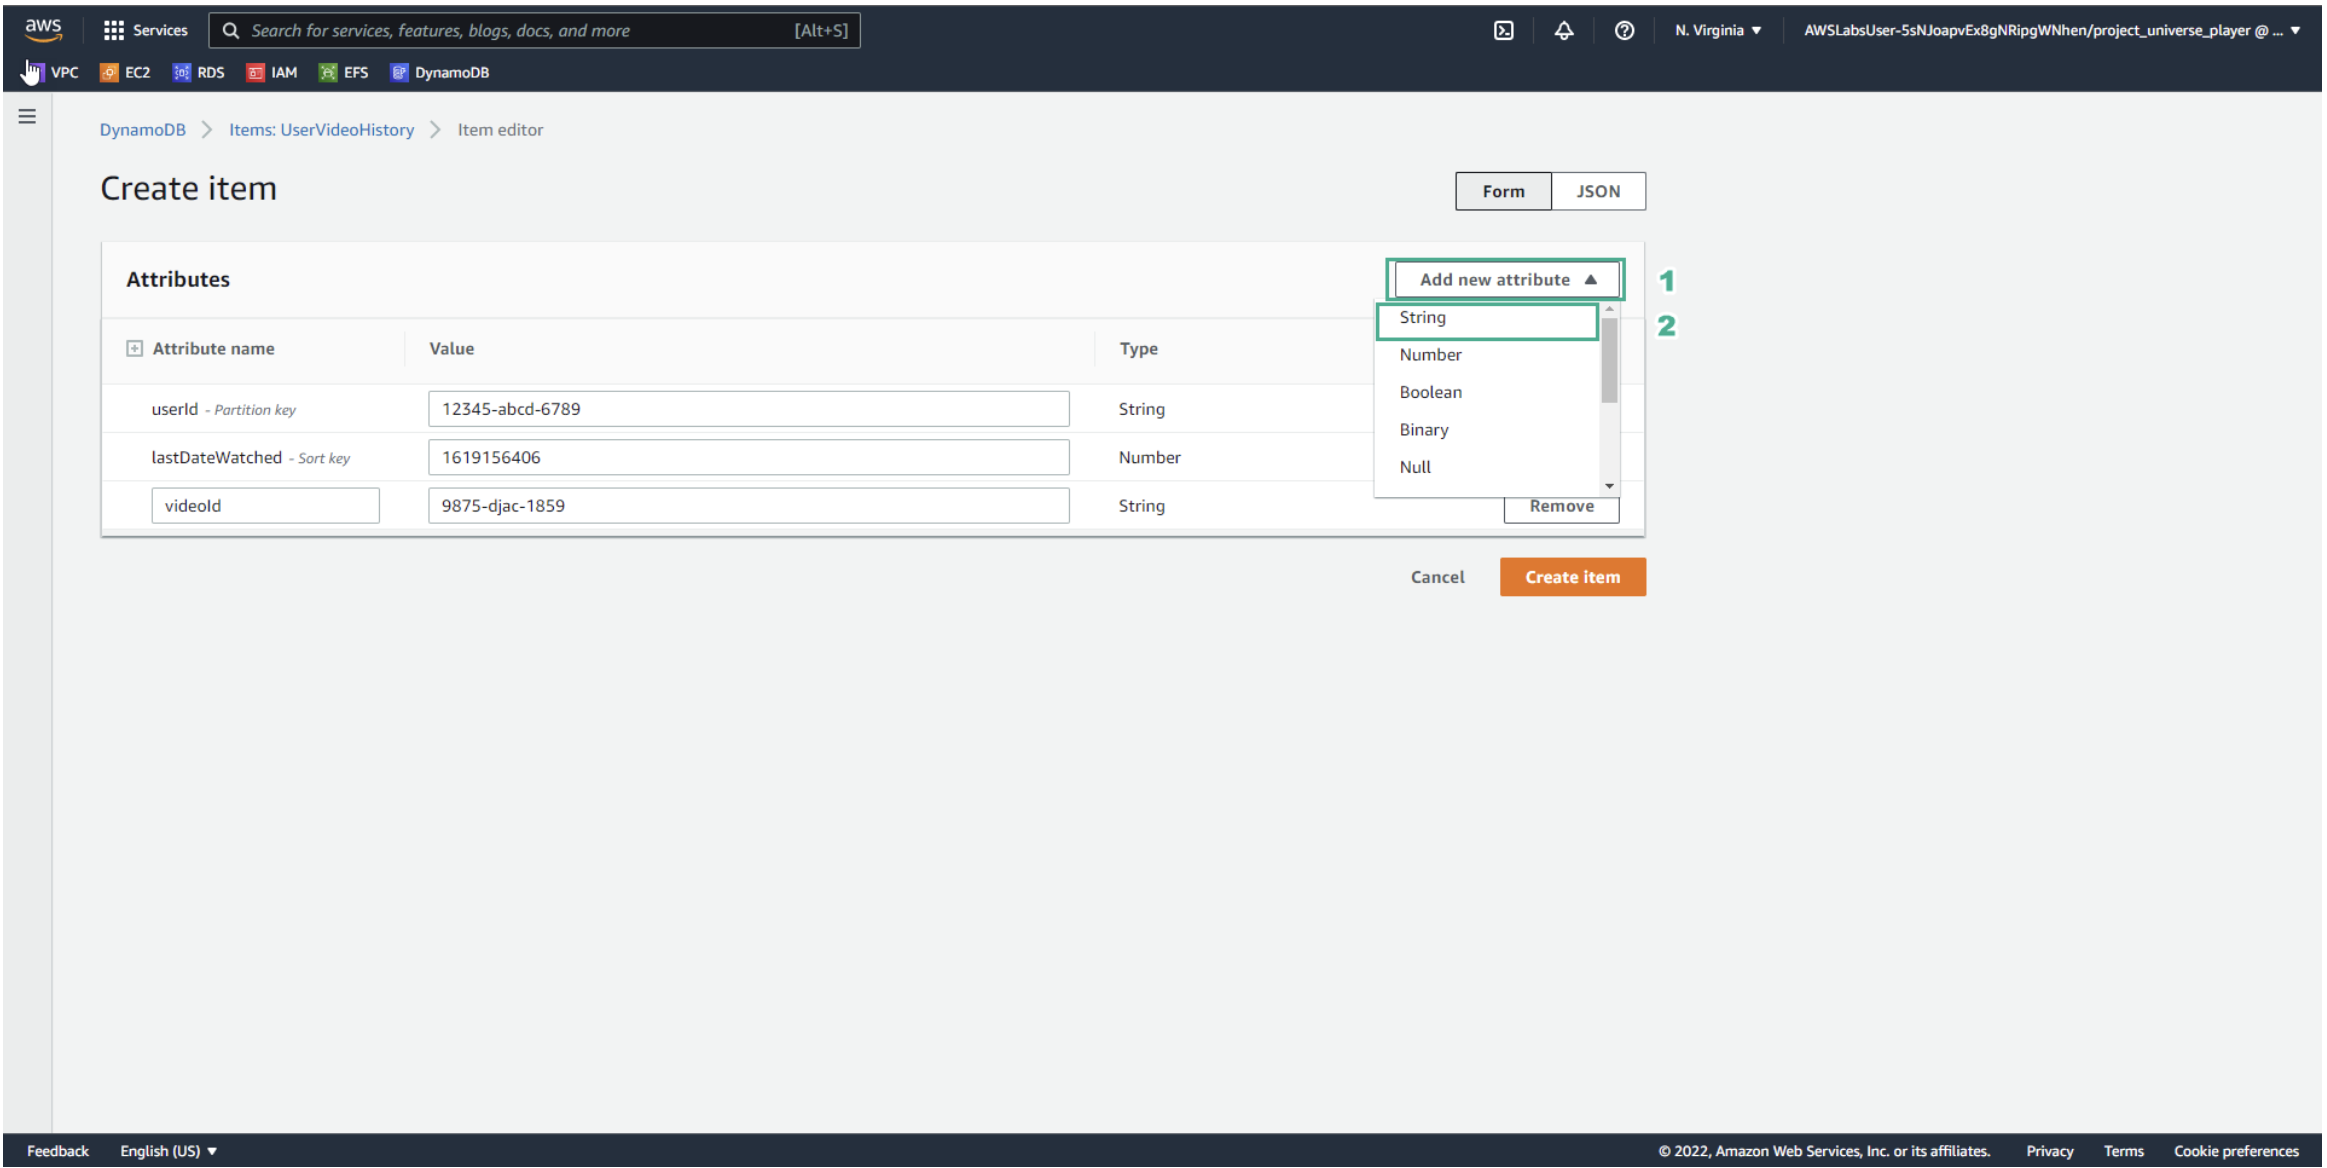 aws Services Search for services, features, blogs, docs, and more [Alt+S] N. Virginia ▼ AWSLabsUser-5sNJoapvEx8gNRipgWNhen/project_universe_player @ ... ▼
VPC EC2 RDS IAM EFS DynamoDB
DynamoDB > Items: UserVideoHistory > Item editor
Create item
Form JSON
Attributes
Add new attribute ▲ 1
String 2
Attribute name Value Type
Number
Boolean
userId - Partition key 12345-abcd-6789 String
Binary
lastDateWatched - Sort key 1619156406 Number
Null
videoId 9875-djac-1859 String Remove
Cancel Create item
Feedback English (US) ▼ © 2022, Amazon Web Services, Inc. or its affiliates. Privacy Terms Cookie preferences